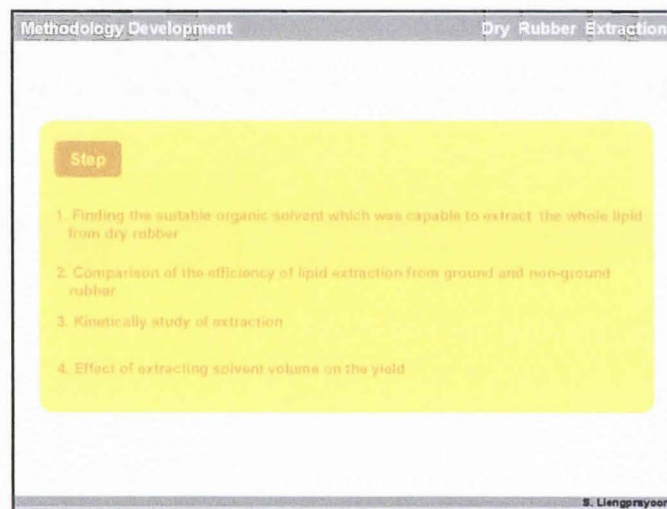 Methodology Development Dry Rubber Extraction
Step
1. Finding the suitable organic solvent which was capable to extract the whole lipid
from dry rubber
2. Comparison of the efficiency of lipid extraction from ground and non-ground
rubber
3. Kinetically study of extraction
4. Effect of extracting solvent volume on the yield
S. Liengprayoon